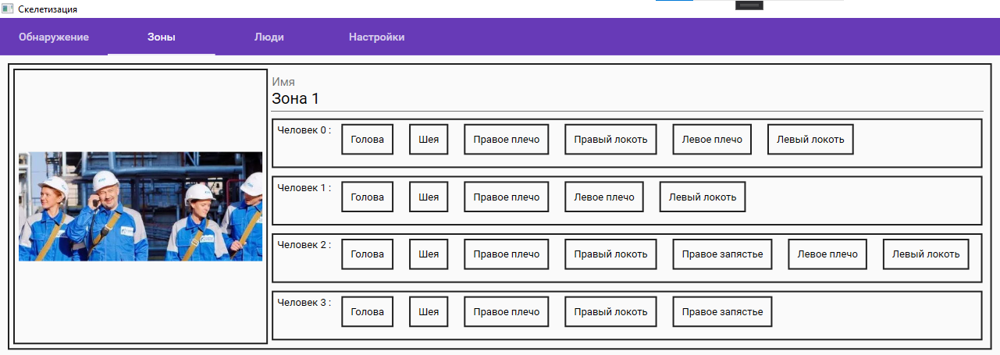 Скелетизация
Обнаружение Зоны Люди Настройки
Имя
Зона 1
Человек 0 : Голова Шея Правое плечо Правый локоть Левое плечо Левый локоть
Человек 1 : Голова Шея Правое плечо Левое плечо Левый локоть
Человек 2 : Голова Шея Правое плечо Правый локоть Правое запястье Левое плечо Левый локоть
Человек 3 : Голова Шея Правое плечо Правый локоть Правое запястье